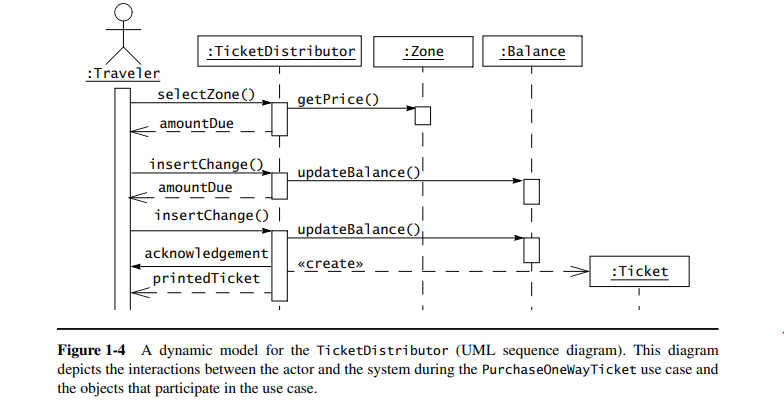 :TicketDistributor :Zone :Balance
:Traveler
selectZone() getPrice()
amountDue
insertChange() updateBalance()
amountDue
insertChange()
updateBalance()
acknowledgement
«create»
:Ticket
printedTicket
Figure 1-4 A dynamic model for the TicketDistributor (UML sequence diagram). This diagram
depicts the interactions between the actor and the system during the PurchaseOneWayTicket use case and
the objects that participate in the use case.